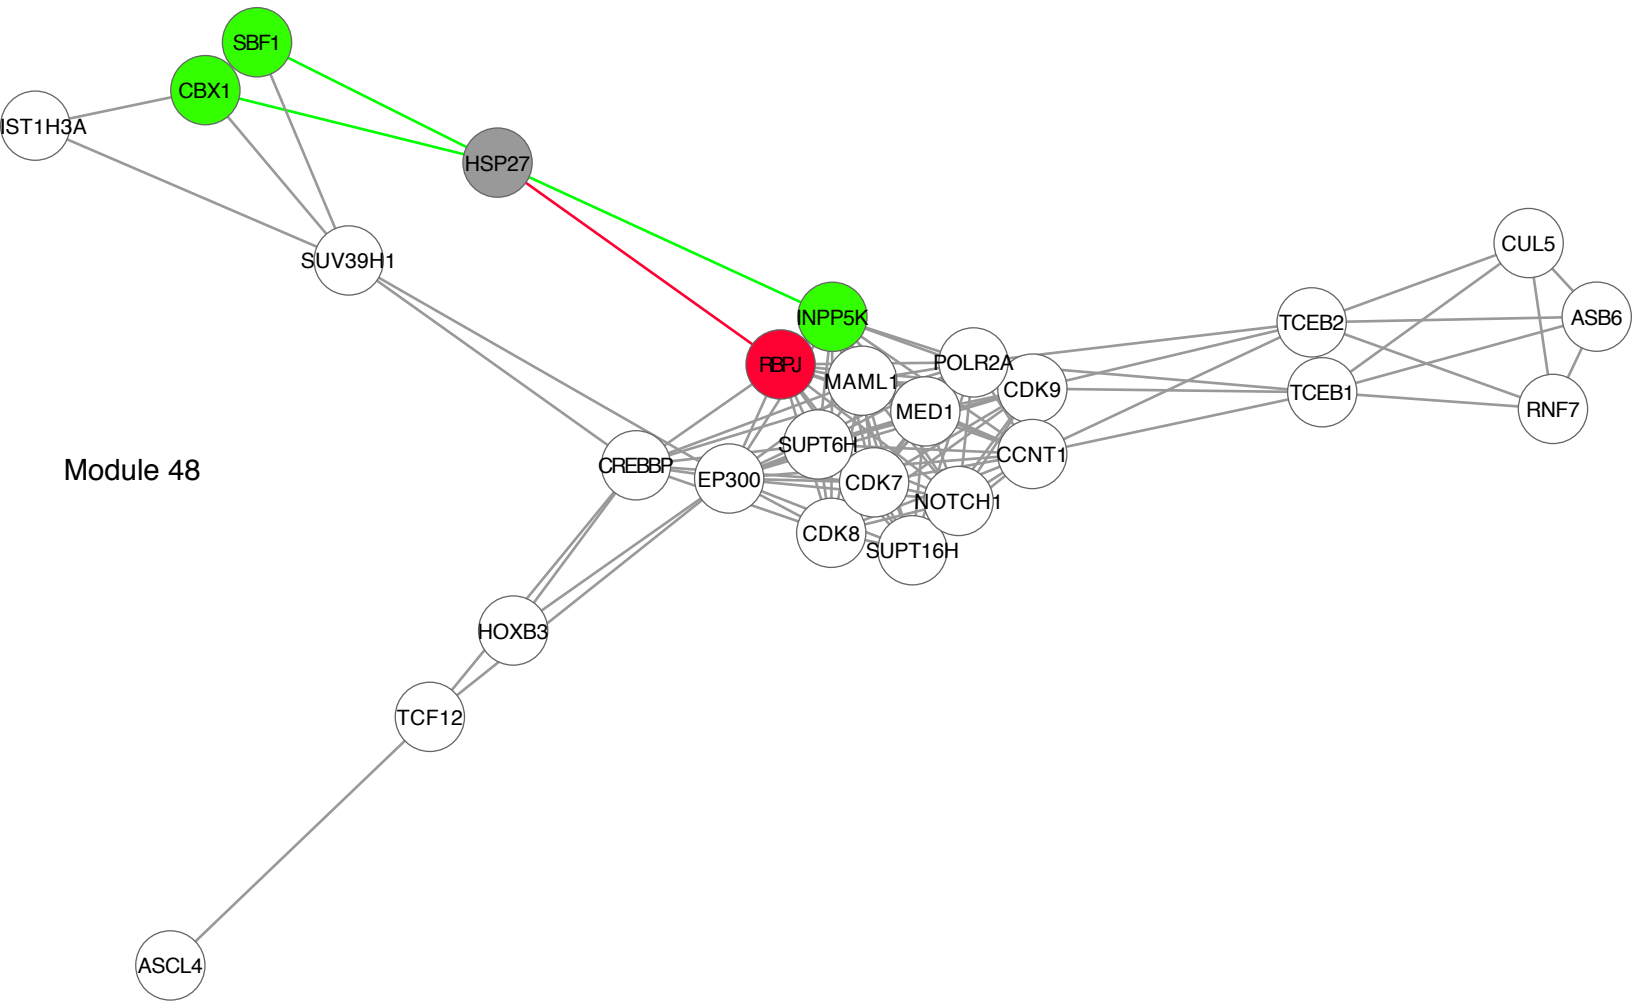 SBF1
CBX1
IST1H3A
HSP27
SUV39H1
CUL5
INPP5K
TCEB2
ASB6
RBPJ
POLR2A
MAML1
CDK9
TCEB1
MED1
RNF7
SUPT6H
CCNT1
CREBBP
Module 48
EP300
CDK7
NOTCH1
CDK8
SUPT16H
HOXB3
TCF12
ASCL4